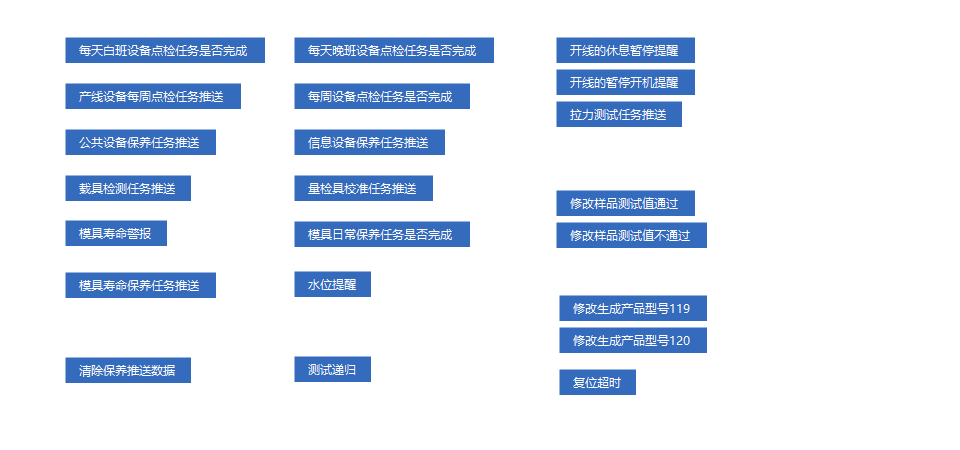 每天白班设备点检任务是否完成
每天晚班设备点检任务是否完成
开线的休息暂停提醒
产线设备每周点检任务推送
每周设备点检任务是否完成
开线的暂停开机提醒
拉力测试任务推送
公共设备保养任务推送
信息设备保养任务推送
载具检测任务推送
量检具校准任务推送
修改样品测试值通过
模具寿命警报
模具日常保养任务是否完成
修改样品测试值不通过
模具寿命保养任务推送
水位提醒
修改生成产品型号119
修改生成产品型号120
清除保养推送数据
测试递归
复位超时